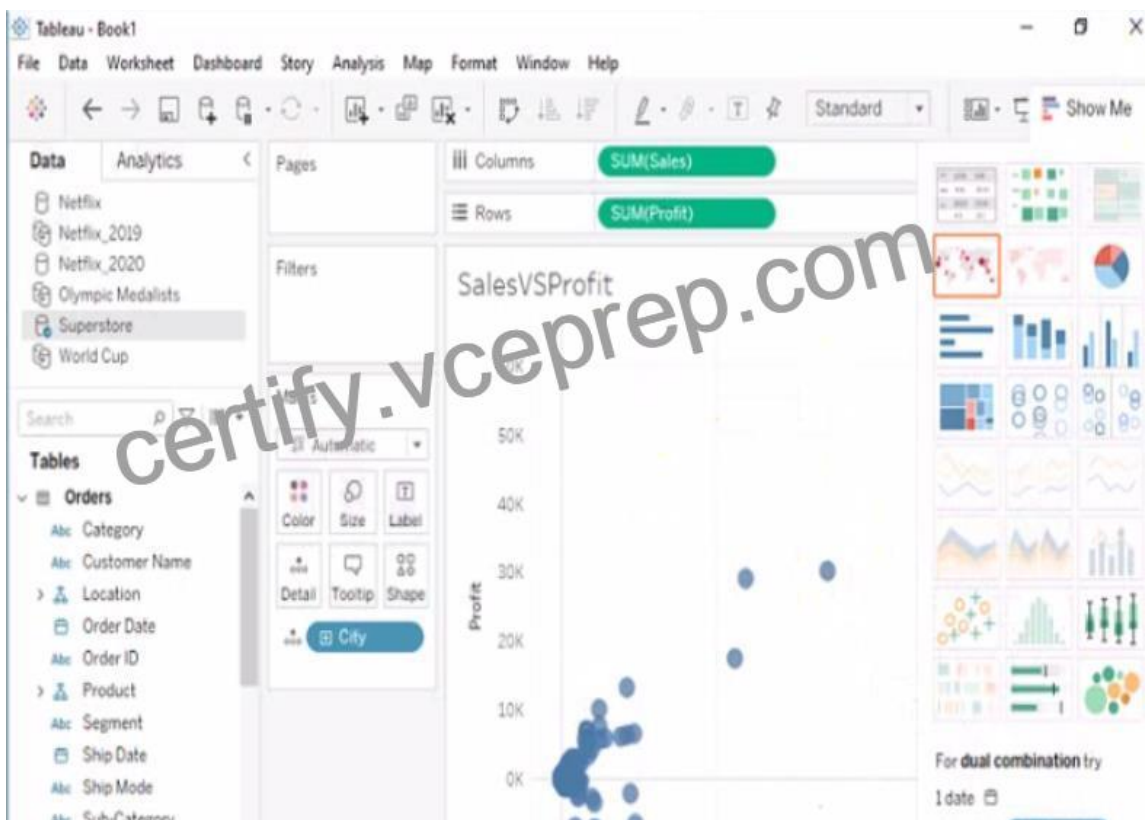 Tableau - Book1
File Data Worksheet Dashboard Story Analysis Map Format Window Help
Standard
Show Me
Data Analytics
Netflix
Netflix_2019
Netflix_2020
Olympic Medalists
Superstore
World Cup
Search
Tables
Orders
Abc Category
Abc Customer Name
Location
Order Date
Abc Order ID
Product
Abc Segment
Ship Date
Abc Ship Mode
Abc Sub-Category
Pages
Filters
Marks
Automatic
Color Size Label
Detail Tooltip Shape
City
Columns SUM(Sales)
Rows SUM(Profit)
SalesVSProfit
50K
40K
30K
20K
10K
0K
Profit
For dual combination try
1 date
certify.vceprep.com